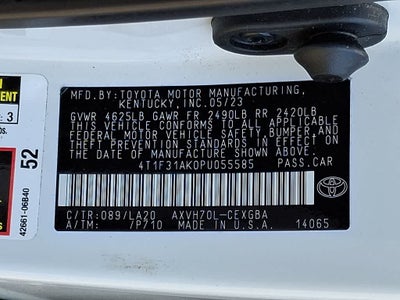 MFD.BY:TOYOTA MOTOR MANUFACTURING,
KENTUCKY,INC.05/23
GVWR 4625LB GAWR FR 2490LB RR 2420LB
THIS VEHICLE CONFORMS TO ALL APPLICABLE
FEDERAL MOTOR VEHICLE SAFETY,BUMPER,AND
THEFT PREVENTION STANDARDS IN EFFECT ON
THE DATE OF MANUFACTURE SHOWN ABOVE.
4T1F31AK0PU055585 PASS.CAR
C/TR:089/LA20 AXVH70L-CEXGBA
A/TM: /P710 MADE IN U.S.A. 14065
3
52
42661-06B40